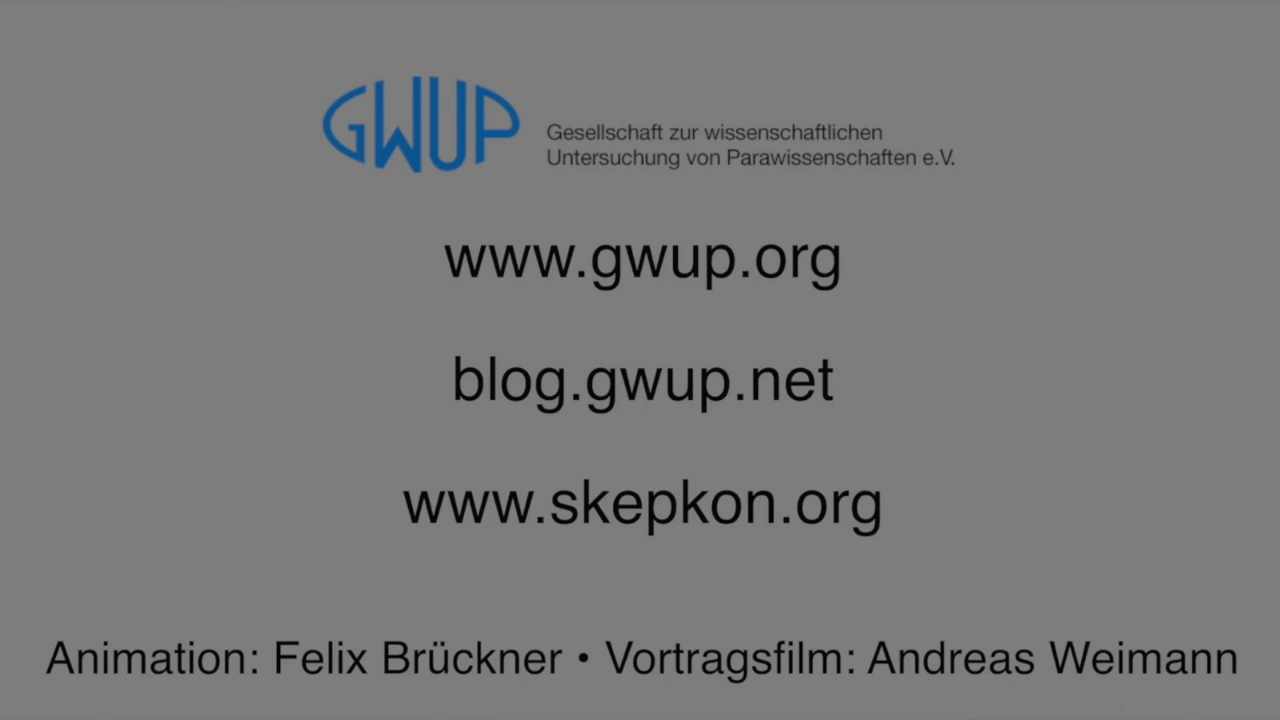 GWUP
Gesellschaft zur wissenschaftlichen
Untersuchung von Parawissenschaften e.V.
www.gwup.org
blog.gwup.net
www.skepkon.org
Animation: Felix Brückner • Vortragsfilm: Andreas Weimann